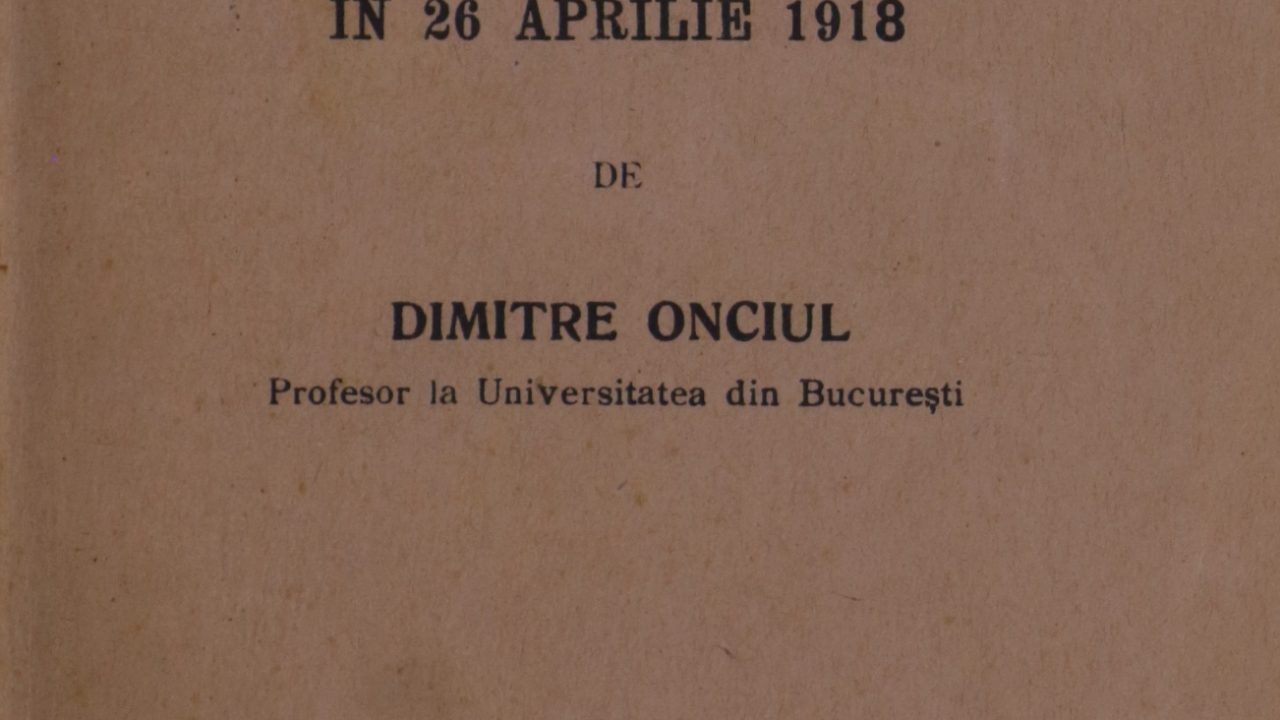 IN 26 APRILIE 1918
DE
DIMITRE ONCIUL
Profesor la Universitatea din București